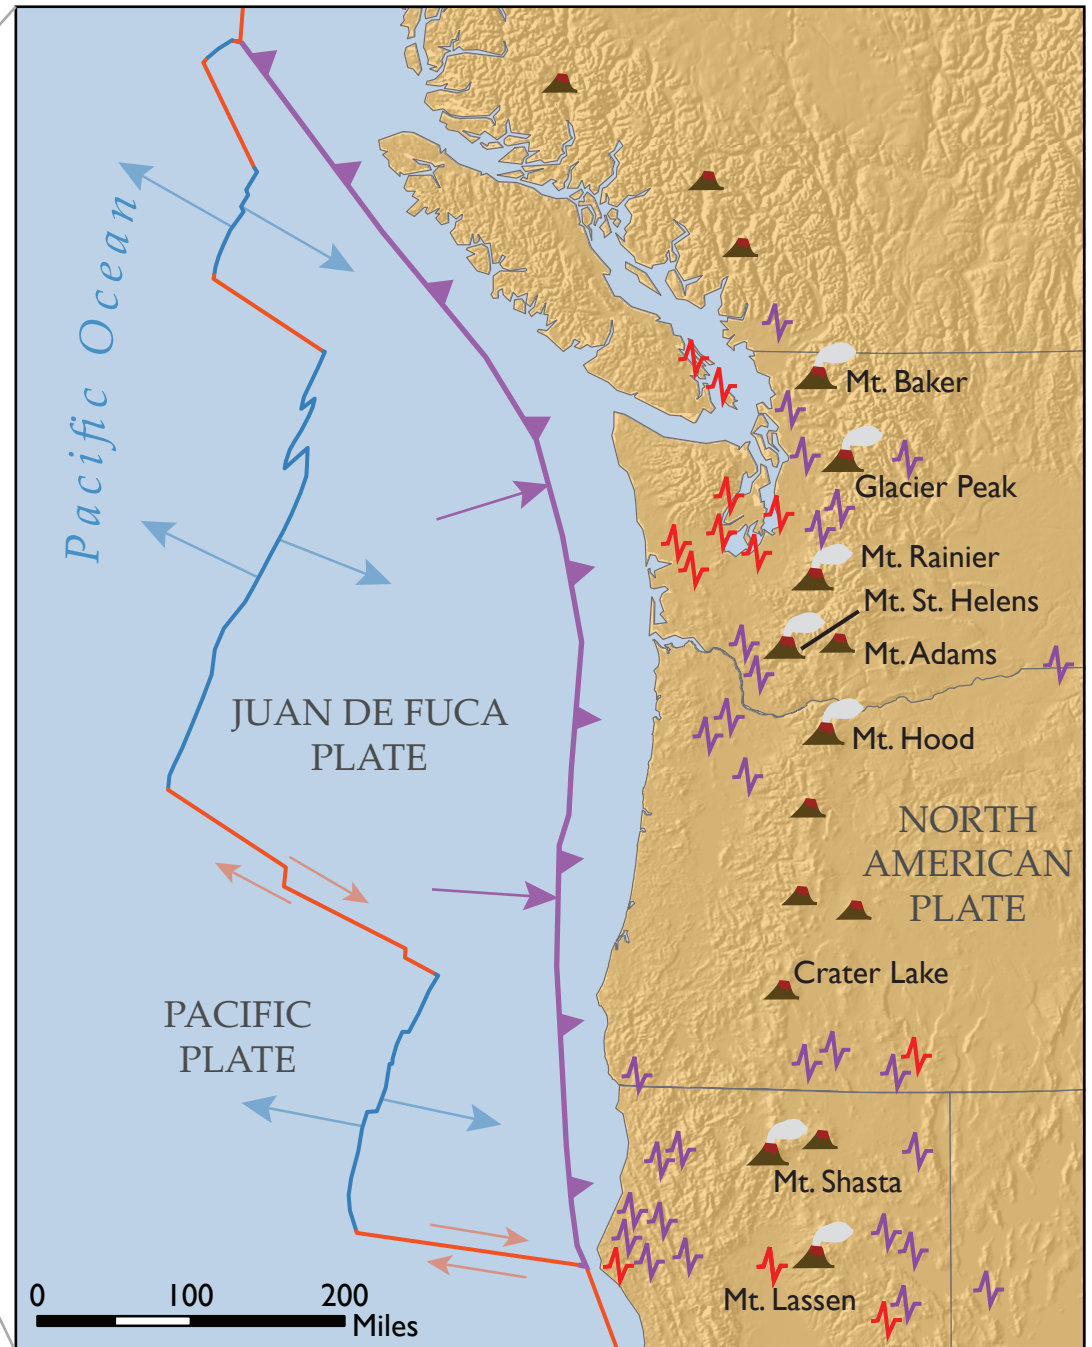 Pacific Ocean
Mt. Baker
Glacier Peak
Mt. Rainier
Mt. St. Helens
Mt. Adams
JUAN DE FUCA
PLATE
Mt. Hood
NORTH
AMERICAN
PLATE
Crater Lake
PACIFIC
PLATE
Mt. Shasta
Mt. Lassen
0 100 200
Miles